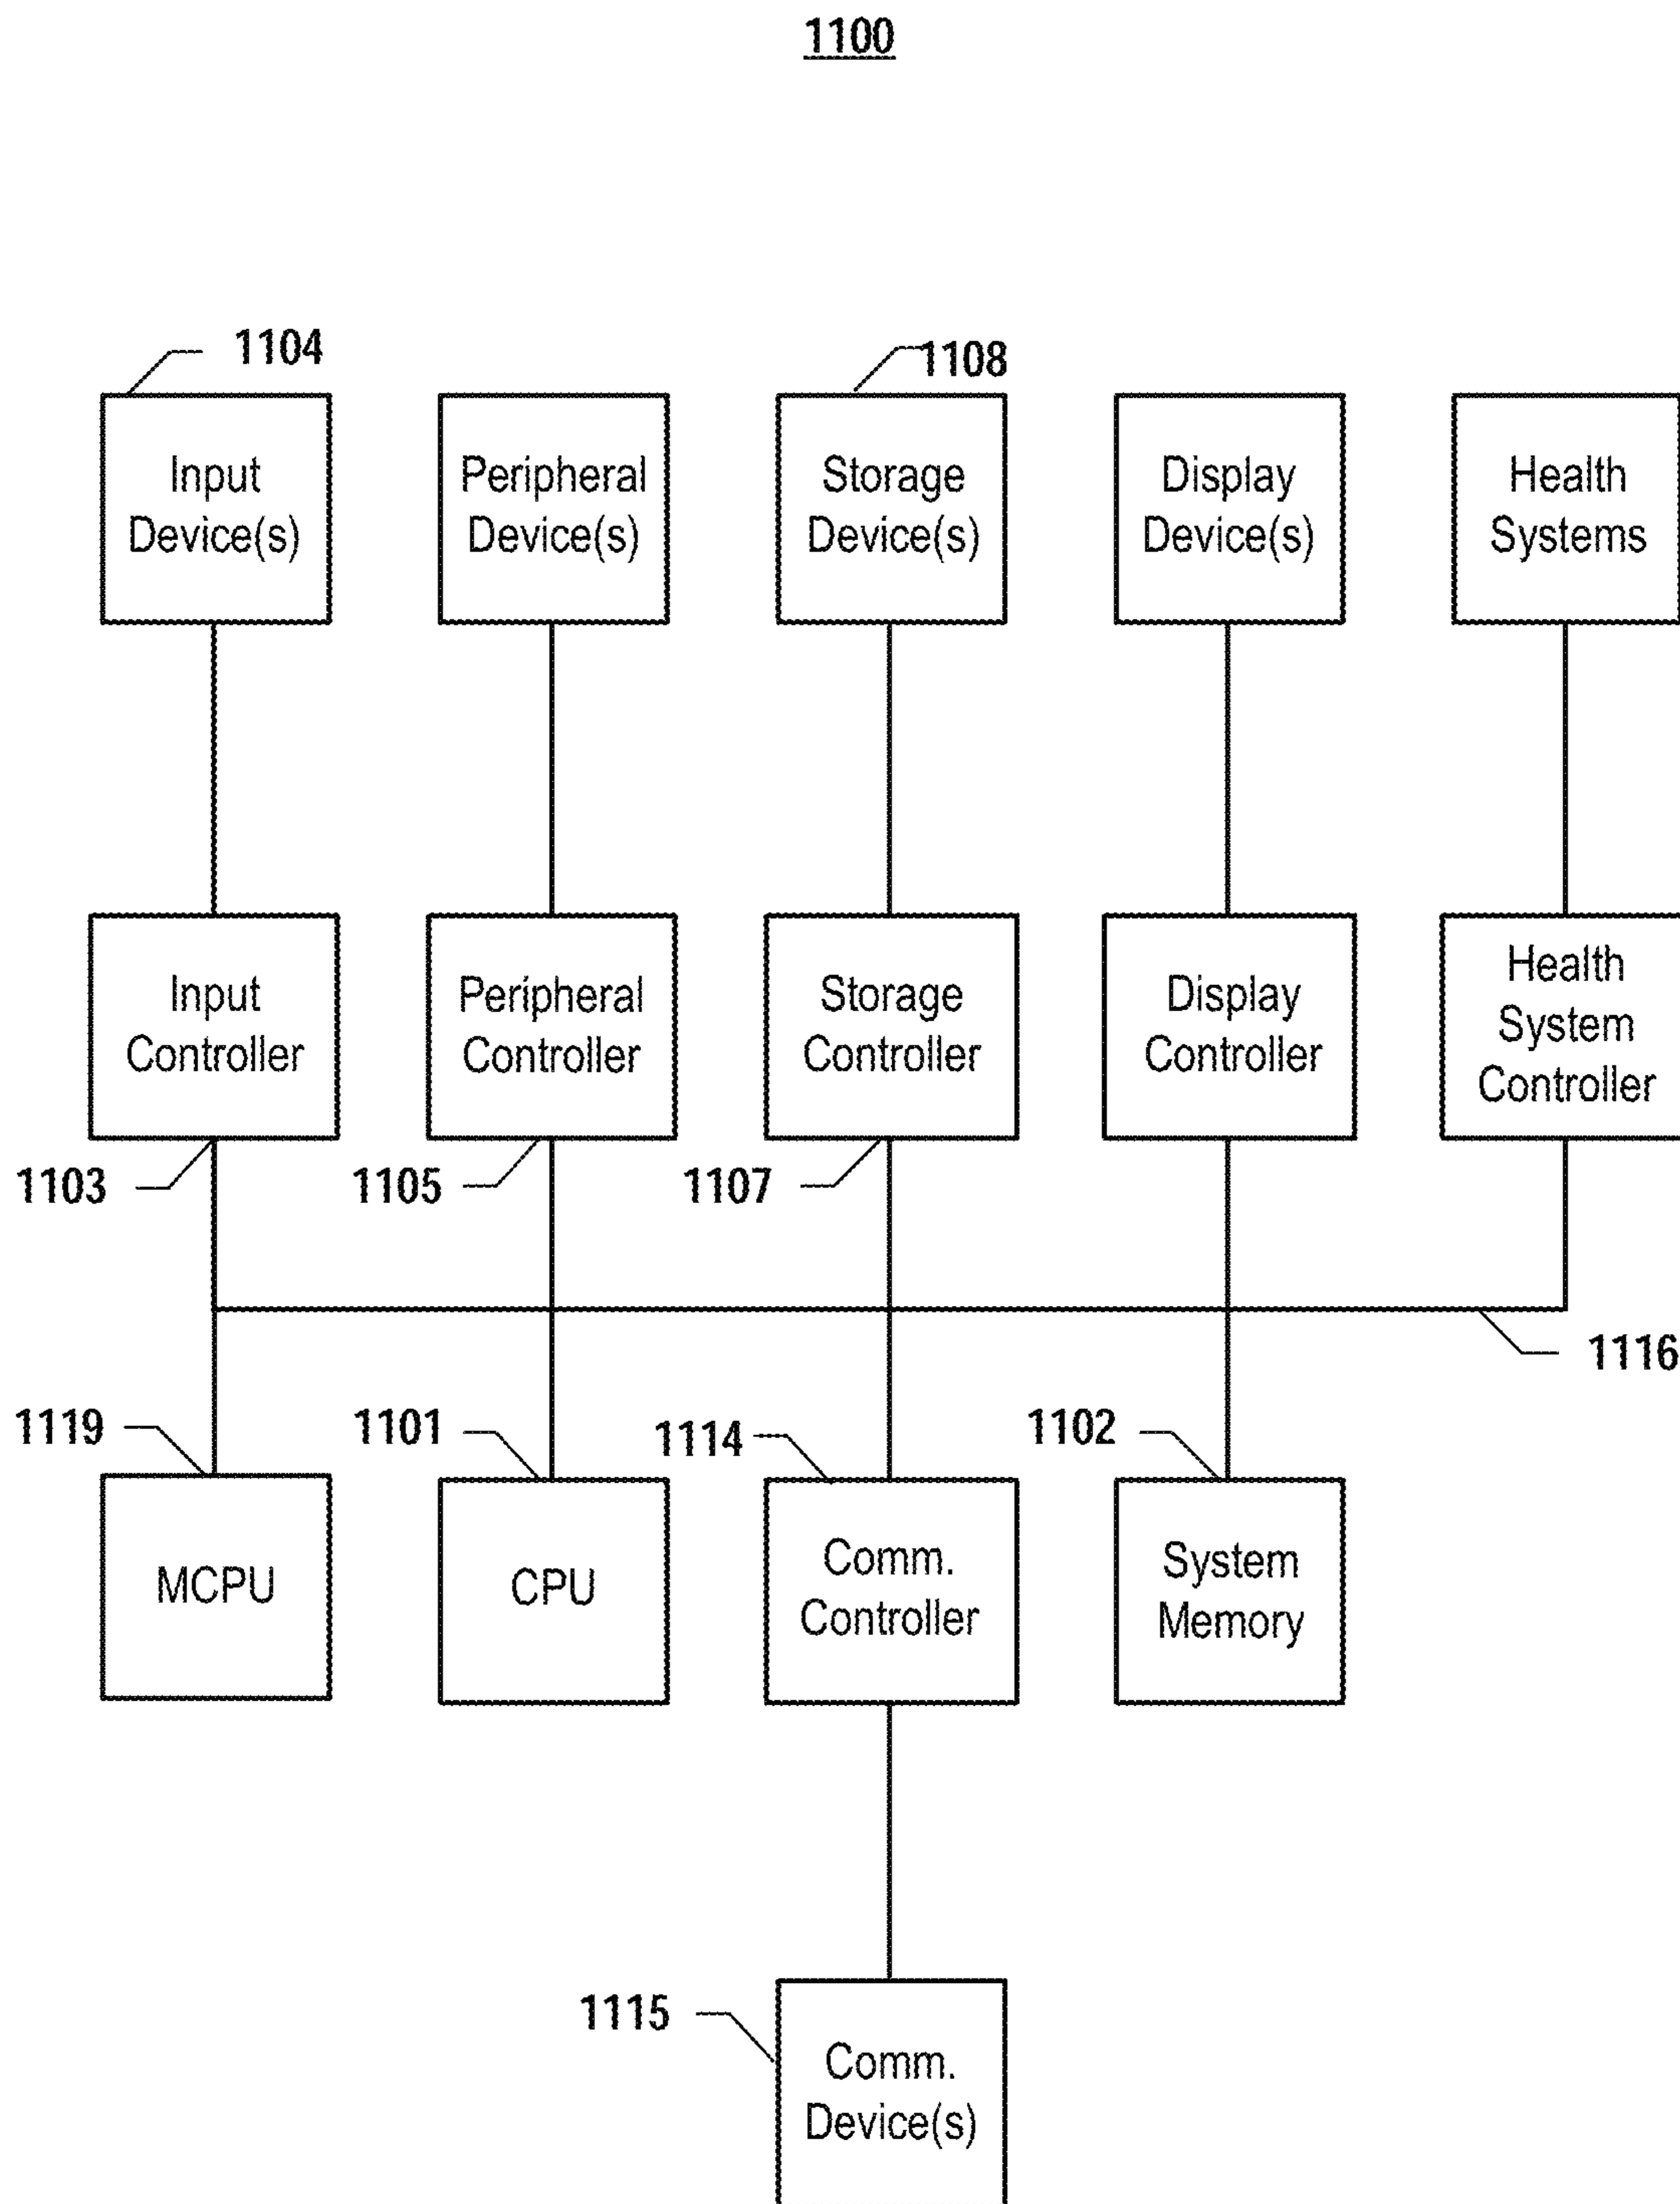 1100
1104
1108
Input
Device(s)
Peripheral
Device(s)
Storage
Device(s)
Display
Device(s)
Health
Systems
Input
Controller
Peripheral
Controller
Storage
Controller
Display
Controller
Health
System
Controller
1103
1105
1107
1116
1119
1101
1114
1102
MCPU
CPU
Comm.
Controller
System
Memory
1115
Comm.
Device(s)